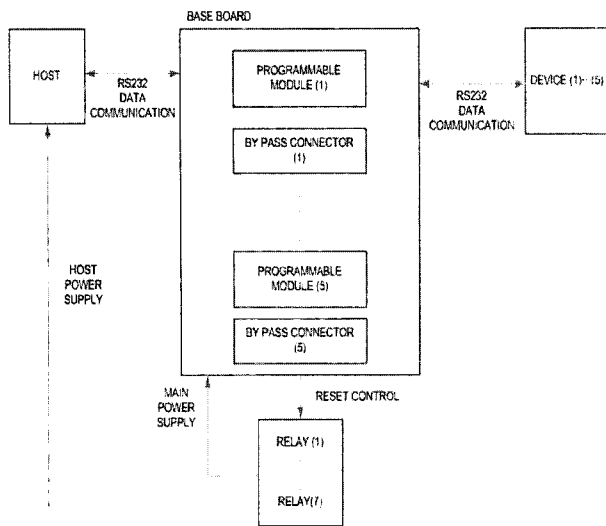 BASE BOARD
HOST
RS232
DATA
COMMUNICATION
PROGRAMMABLE
MODULE (1)
BY PASS CONNECTOR
(1)
RS232
DATA
COMMUNICATION
DEVICE (1)···(5)
PROGRAMMABLE
MODULE (5)
BY PASS CONNECTOR
(5)
HOST
POWER
SUPPLY
MAIN
POWER
SUPPLY
RESET CONTROL
RELAY (1)
RELAY(7)